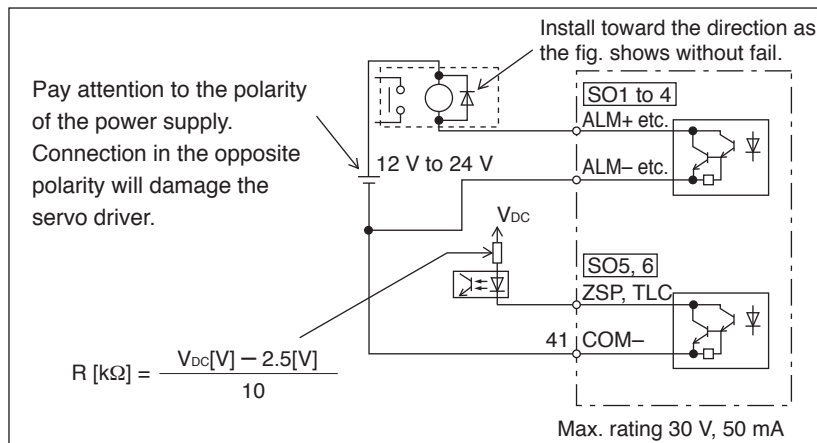 Install toward the direction as
the fig. shows without fail.
Pay attention to the polarity
of the power supply.
Connection in the opposite
polarity will damage the
servo driver.
SO1 to 4
ALM+ etc.
12 V to 24 V
ALM– etc.
VDC
SO5, 6
ZSP, TLC
41 COM–
R [kΩ] = VDC[V] – 2.5[V]
10
Max. rating 30 V, 50 mA